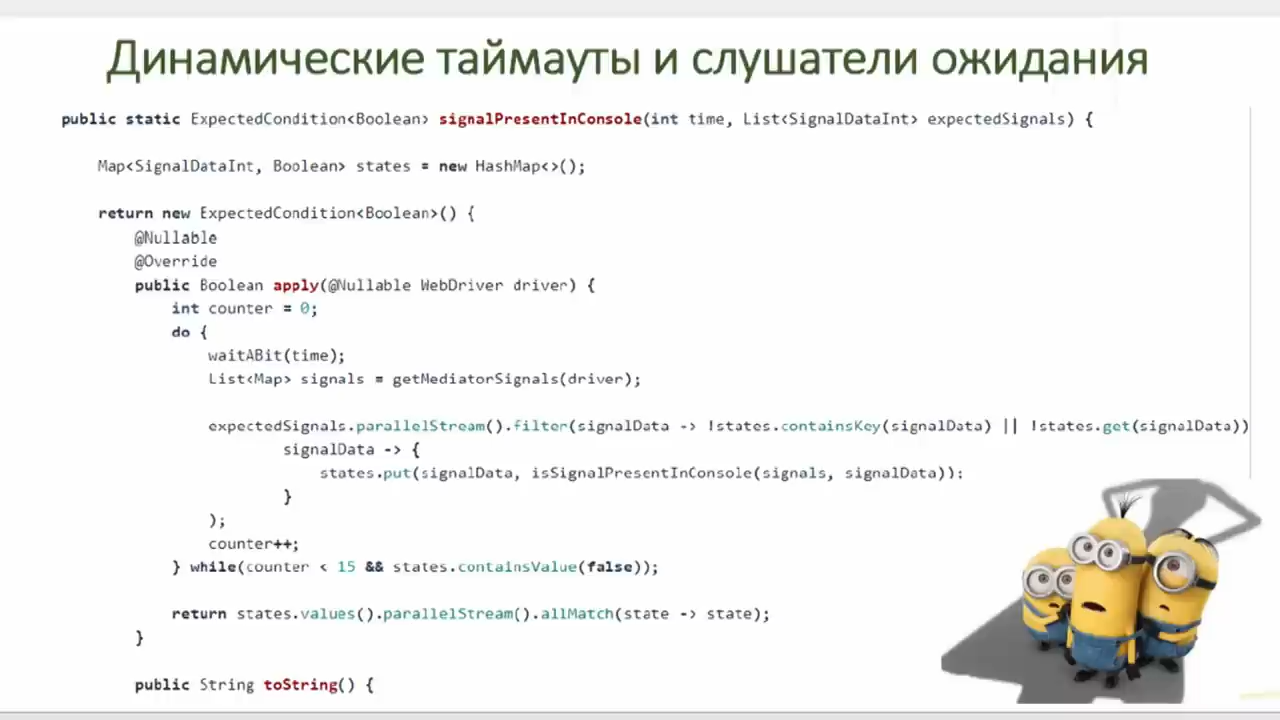 Динамические таймауты и слушатели ожидания
public static ExpectedCondition<Boolean> signalPresentInConsole(int time, List<SignalDataInt> expectedSignals) {
Map<SignalDataInt, Boolean> states = new HashMap<>();
return new ExpectedCondition<Boolean>() {
@Nullable
@Override
public Boolean apply(@Nullable WebDriver driver) {
int counter = 0;
do {
waitABit(time);
List<Map> signals = getMediatorSignals(driver);
expectedSignals.parallelStream().filter(signalData -> !states.containsKey(signalData) || !states.get(signalData))
signalData -> {
states.put(signalData, isSignalPresentInConsole(signals, signalData));
}
);
counter++;
} while(counter < 15 && states.containsValue(false));
return states.values().parallelStream().allMatch(state -> state);
}
public String toString() {